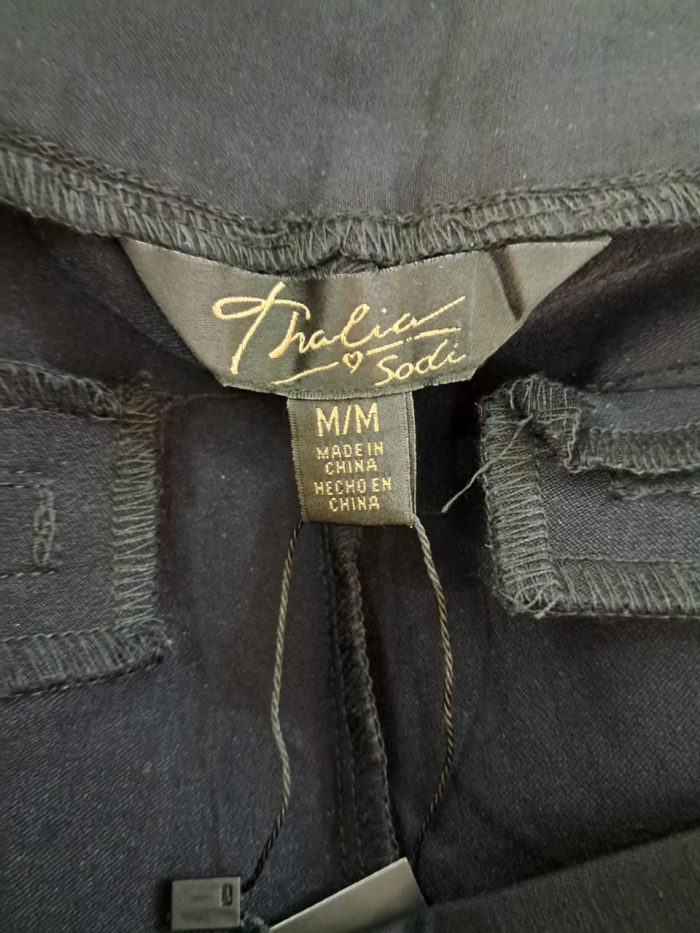 Thalia
Sodi
M/M
MADE IN
CHINA
HECHO EN
CHINA